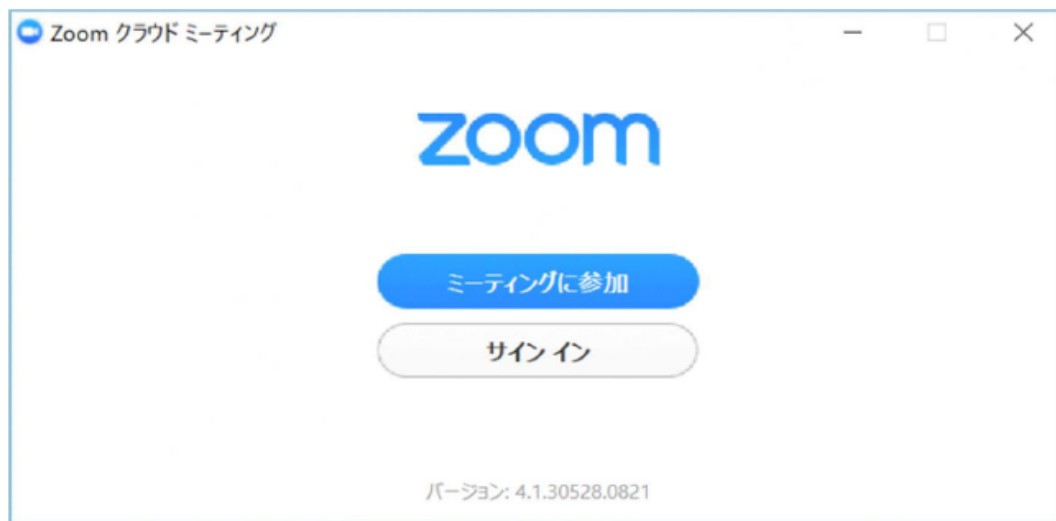 Zoom クラウド ミーティング
zoom
ミーティングに参加
サイン イン
バージョン: 4.1.30528.0821